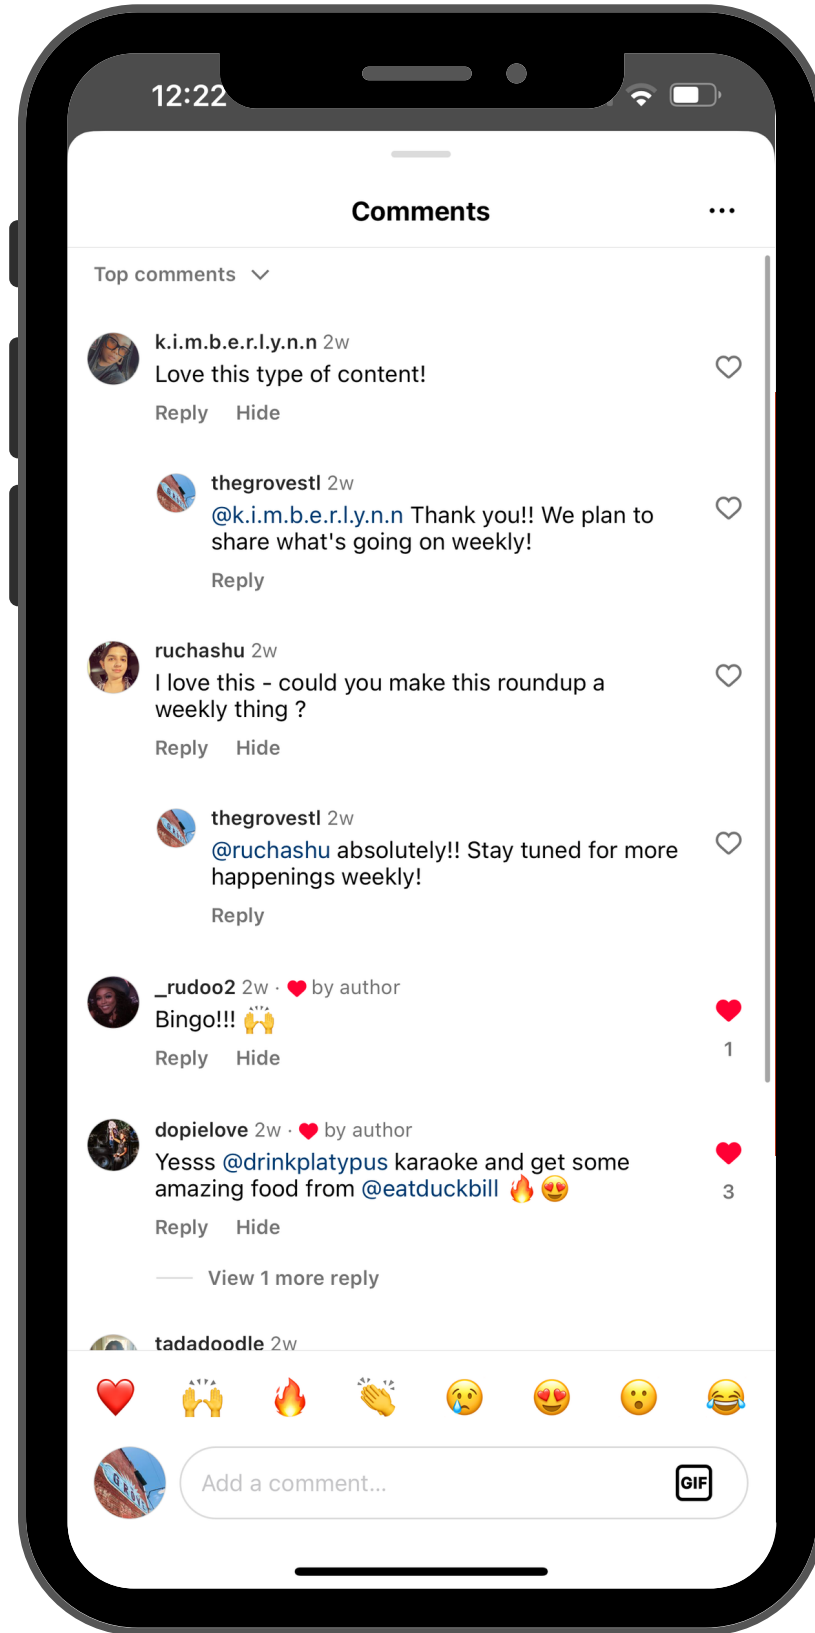 12:22
Comments
Top comments
k.i.m.b.e.r.l.y.n.n 2w
Love this type of content!
Reply Hide
thegrovestl 2w
@k.i.m.b.e.r.l.y.n.n Thank you!! We plan to
share what's going on weekly!
Reply
ruchashu 2w
I love this - could you make this roundup a
weekly thing ?
Reply Hide
thegrovestl 2w
@ruchashu absolutely!! Stay tuned for more
happenings weekly!
Reply
_rudoo2 2w · ❤️ by author
Bingo!!! 🙌
1
Reply Hide
dopielove 2w · ❤️ by author
Yesss @drinkplatypus karaoke and get some
amazing food from @eatduckbill 🔥😍
3
Reply Hide
View 1 more reply
tadadoodle 2w
❤️ 🙌 🔥 👏 😢 😍 😮 😂
Add a comment...
GIF